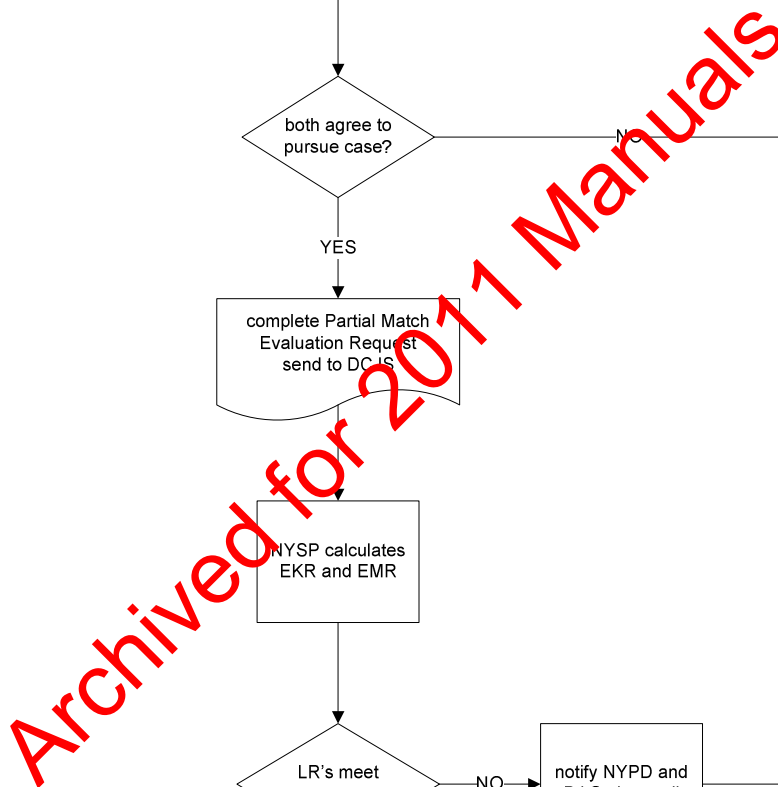 both agree to
pursue case?
NO
YES
complete Partial Match
Evaluation Request
send to DCJS
NYSP calculates
EKR and EMR
LR's meet
NO
notify NYPD and
Archived for 2011 Manuals